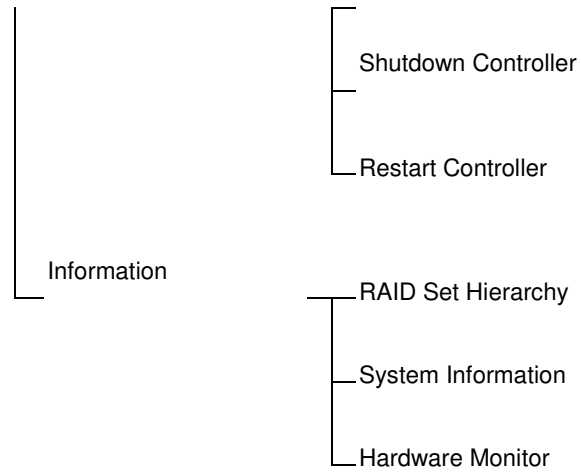 Shutdown Controller
Restart Controller
Information
RAID Set Hierarchy
System Information
Hardware Monitor